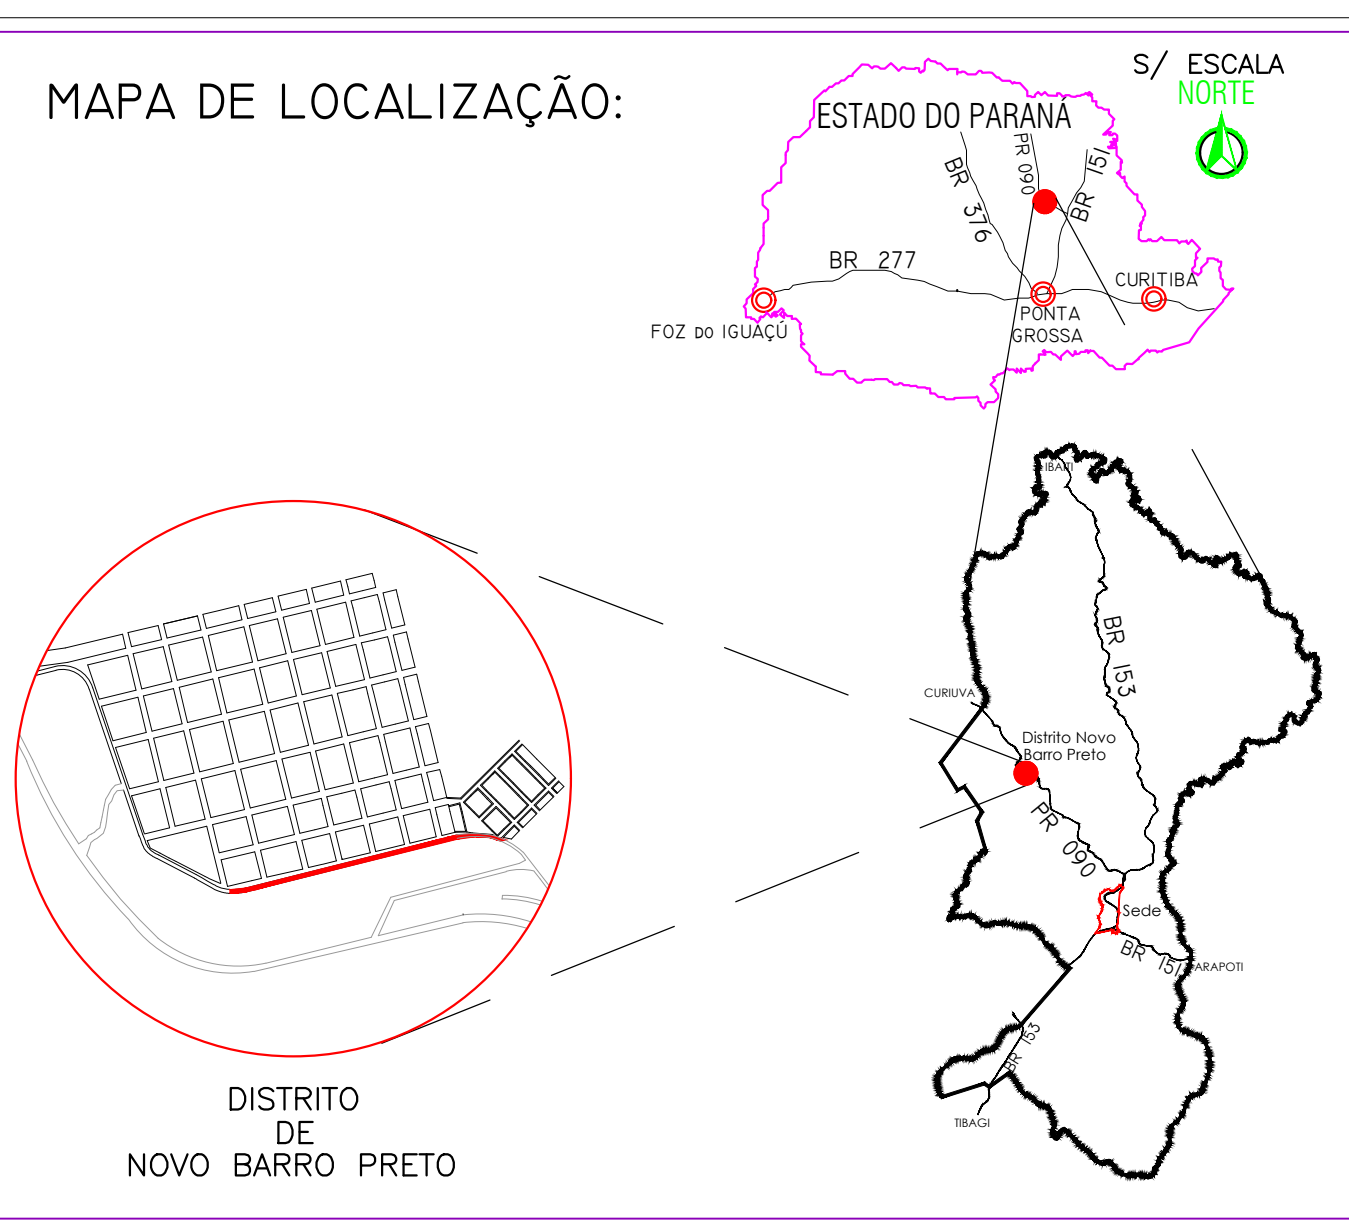 MAPA DE LOCALIZAÇÃO:
S/ ESCALA
NORTE
ESTADO DO PARANÁ
PR 090
BR 151
BR 376
BR 277
CURITIBA
FOZ DO IGUAÇÚ
PONTA
GROSSA
IBAITI
BR 153
CURIUVA
Distrito Novo
Barro Preto
PR 090
Sede
BR 151
ARAPOTI
BR 153
TIBAGI
DISTRITO
DE
NOVO BARRO PRETO